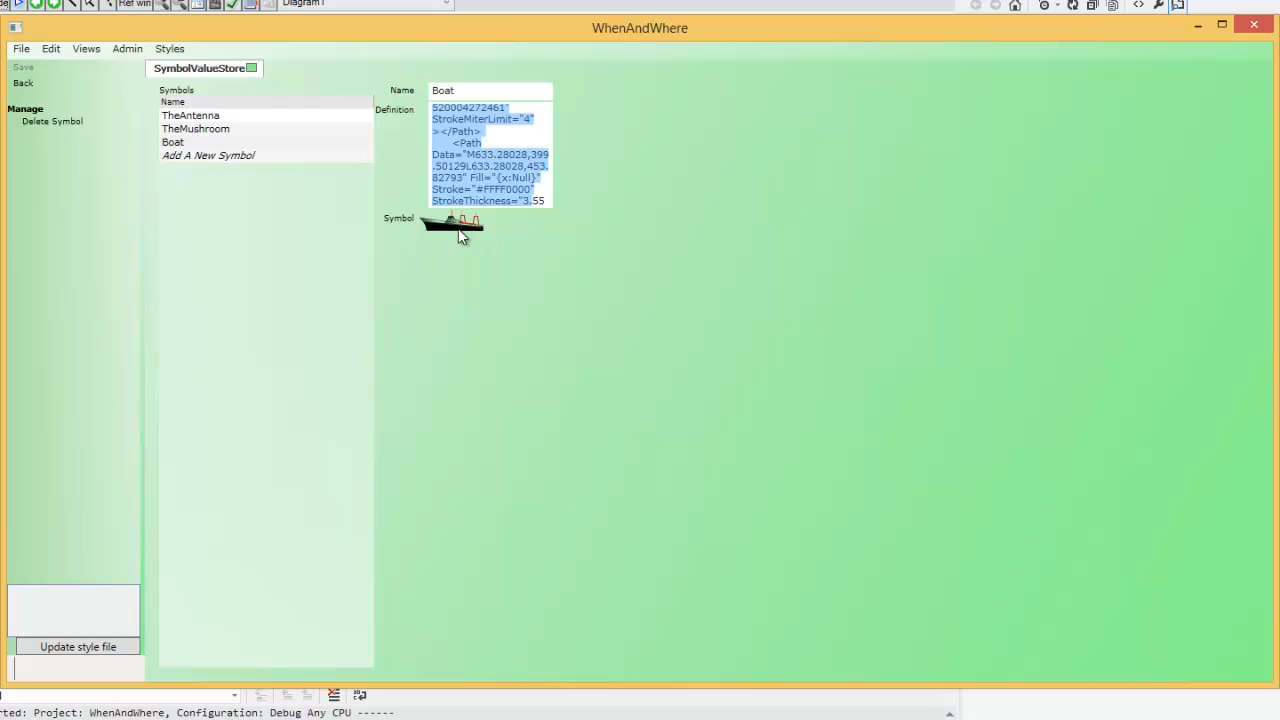 Ref win
Diagram1
WhenAndWhere
File Edit Views Admin Styles
Save
SymbolValueStore
Back
Manage
Delete Symbol
Symbols
Name
TheAntenna
TheMushroom
Boat
Add A New Symbol
Name Boat
Definition
520004272461"
StrokeMiterLimit="4"
></Path>
<Path
Data="M633.28028,399
.50129L633.28028,453.
82793" Fill="{x:Null}"
Stroke="#FFFF0000"
StrokeThickness="3.55
Symbol
Update style file
rted: Project: WhenAndWhere, Configuration: Debug Any CPU ------